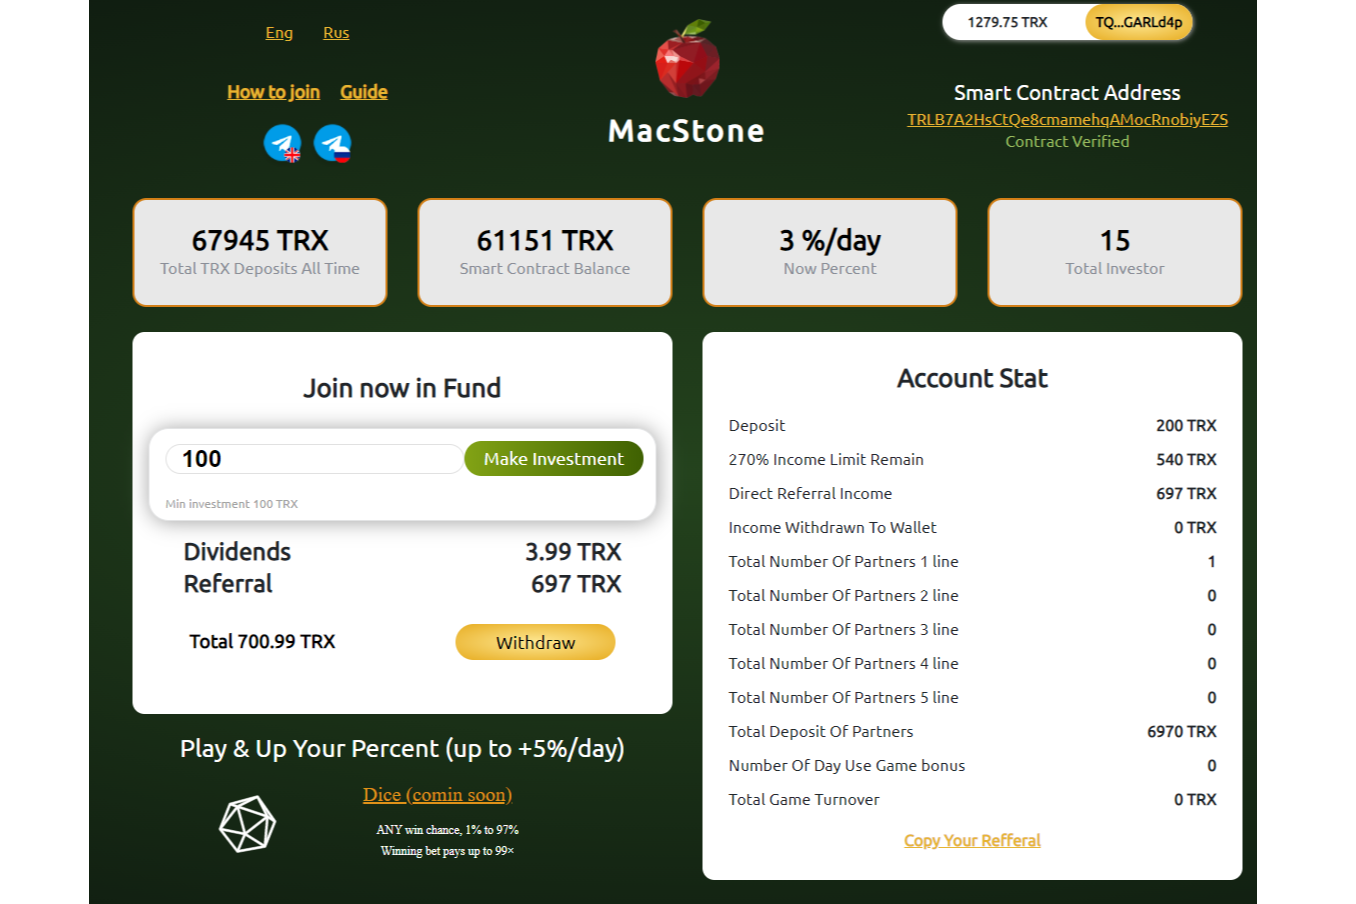 Eng Rus
1279.75 TRX TQ...GARLd4p
How to join Guide
MacStone
Smart Contract Address
TRLB7A2HsCtQe8cmamehqAMocRnobiyEZS
Contract Verified
67945 TRX
Total TRX Deposits All Time
61151 TRX
Smart Contract Balance
3 %/day
Now Percent
15
Total Investor
Join now in Fund
100 Make Investment
Min investment 100 TRX
Dividends 3.99 TRX
Referral 697 TRX
Total 700.99 TRX Withdraw
Play & Up Your Percent (up to +5%/day)
Dice (comin soon)
ANY win chance, 1% to 97%
Winning bet pays up to 99×
Account Stat
Deposit 200 TRX
270% Income Limit Remain 540 TRX
Direct Referral Income 697 TRX
Income Withdrawn To Wallet 0 TRX
Total Number Of Partners 1 line 1
Total Number Of Partners 2 line 0
Total Number Of Partners 3 line 0
Total Number Of Partners 4 line 0
Total Number Of Partners 5 line 0
Total Deposit Of Partners 6970 TRX
Number Of Day Use Game bonus 0
Total Game Turnover 0 TRX
Copy Your Refferal